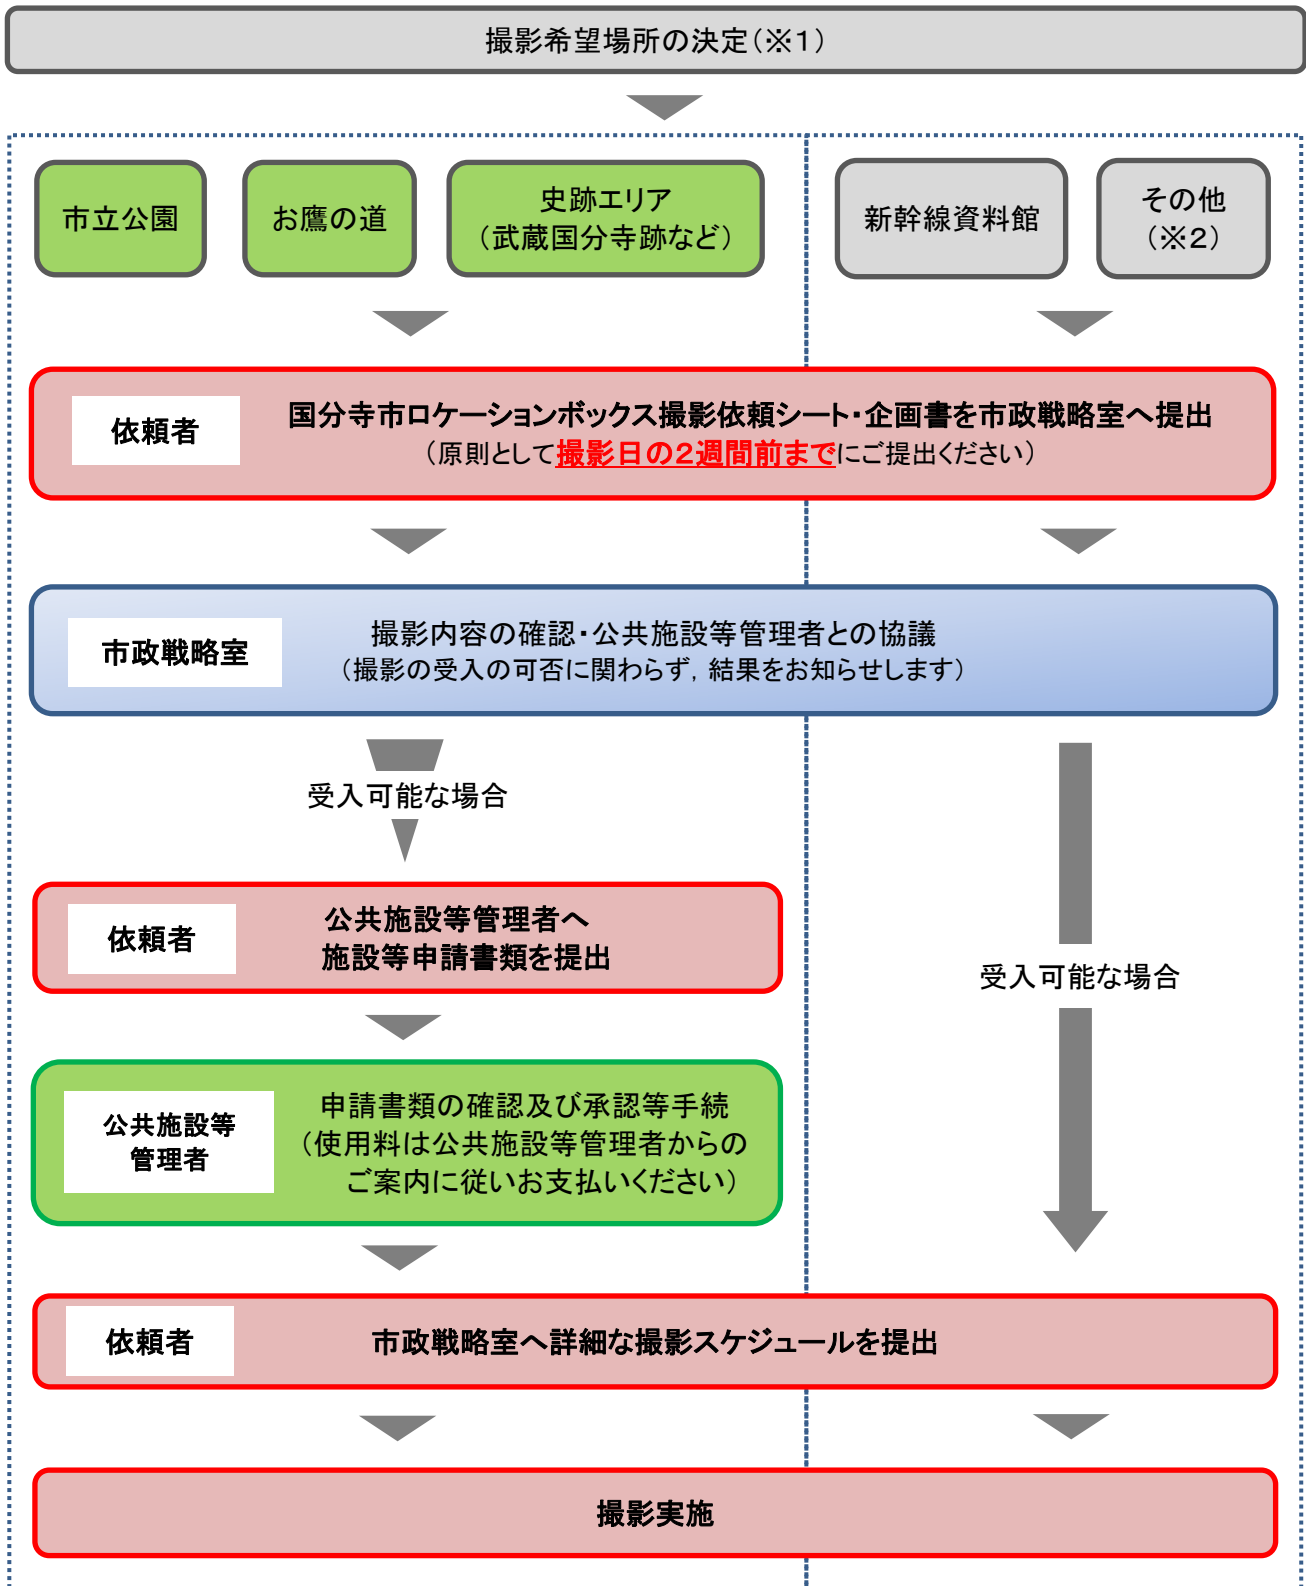 撮影希望場所の決定(※1)
市立公園
お鷹の道
史跡エリア
(武蔵国分寺跡など)
新幹線資料館
その他
(※2)
依頼者
国分寺市ロケーションボックス撮影依頼シート・企画書を市政戦略室へ提出
(原則として撮影日の2週間前までにご提出ください)
市政戦略室
撮影内容の確認・公共施設等管理者との協議
(撮影の受入の可否に関わらず,結果をお知らせします)
受入可能な場合
依頼者
公共施設等管理者へ
施設等申請書類を提出
受入可能な場合
公共施設等
管理者
申請書類の確認及び承認等手続
(使用料は公共施設等管理者からの
ご案内に従いお支払いください)
依頼者
市政戦略室へ詳細な撮影スケジュールを提出
撮影実施